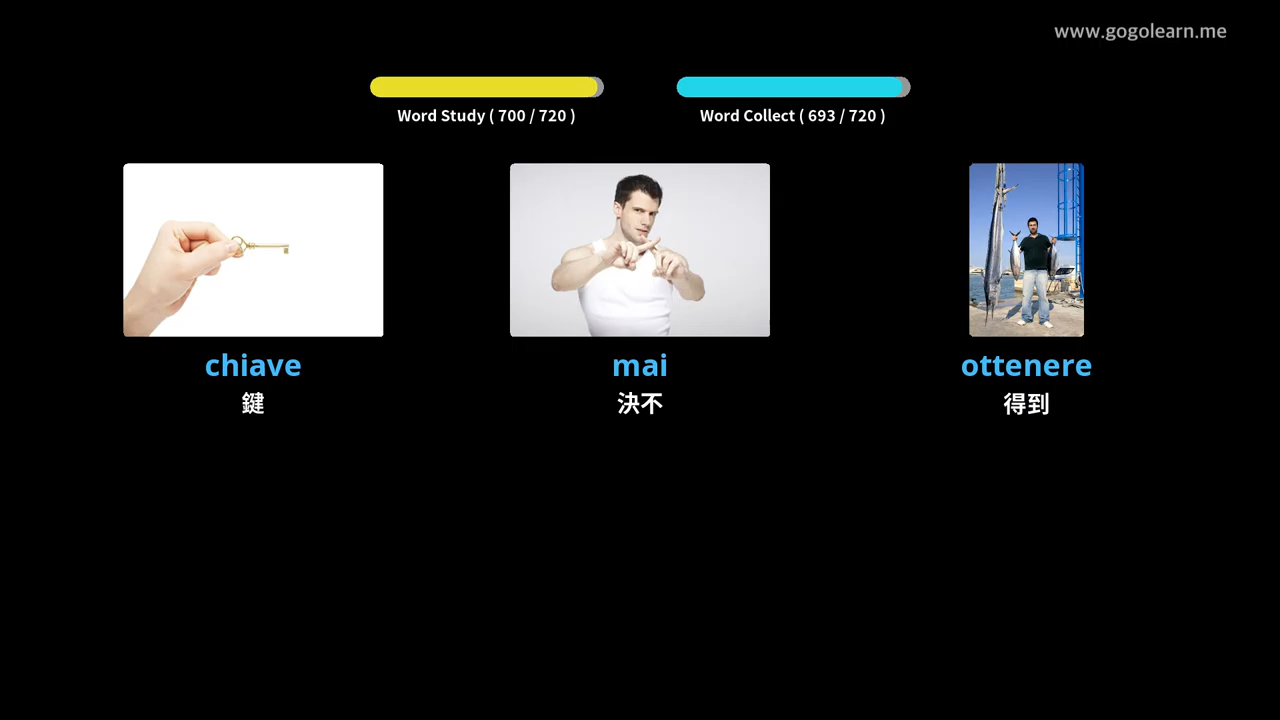 www.gogolearn.me
Word Study ( 700 / 720 )
Word Collect ( 693 / 720 )
chiave
mai
ottenere
鍵
決不
得到